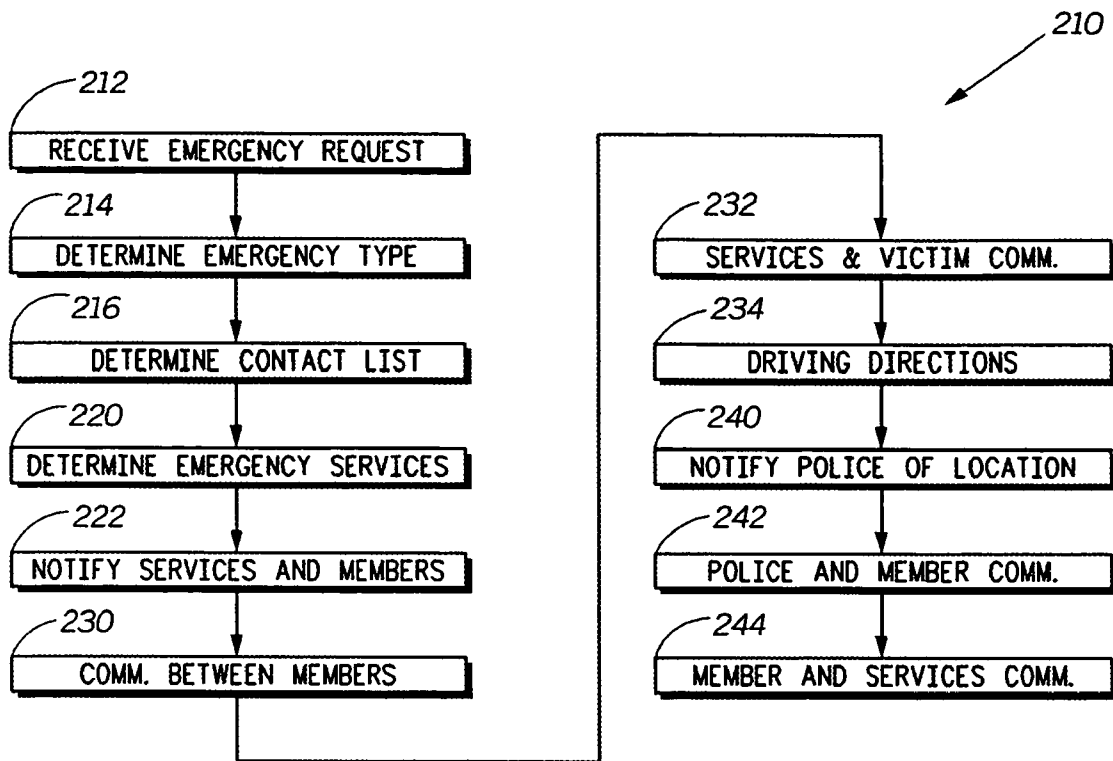 210
212
RECEIVE EMERGENCY REQUEST
214
DETERMINE EMERGENCY TYPE
216
DETERMINE CONTACT LIST
220
DETERMINE EMERGENCY SERVICES
222
NOTIFY SERVICES AND MEMBERS
230
COMM. BETWEEN MEMBERS
232
SERVICES & VICTIM COMM.
234
DRIVING DIRECTIONS
240
NOTIFY POLICE OF LOCATION
242
POLICE AND MEMBER COMM.
244
MEMBER AND SERVICES COMM.